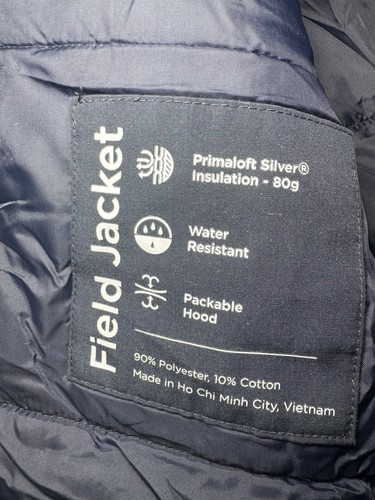 Field Jacket
Primaloft Silver®
Insulation - 80g
Water
Resistant
Packable
Hood
90% Polyester, 10% Cotton
Made in Ho Chi Minh City, Vietnam